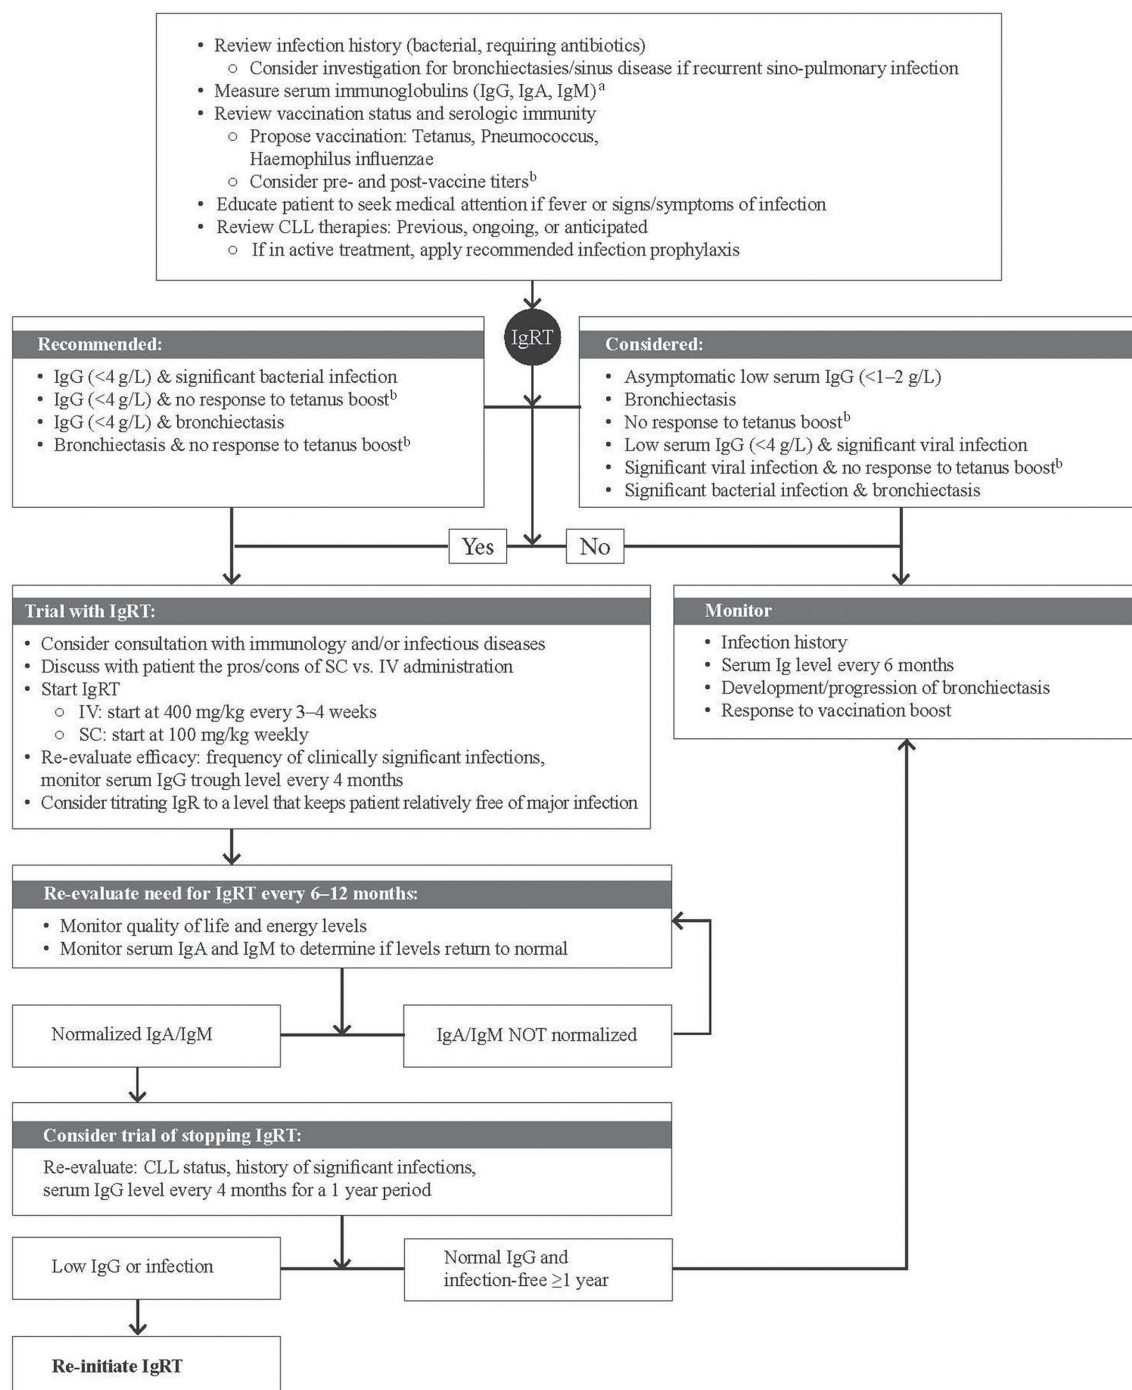 • Review infection history (bacterial, requiring antibiotics)
○ Consider investigation for bronchiectasies/sinus disease if recurrent sino-pulmonary infection
• Measure serum immunoglobulins (IgG, IgA, IgM)a
• Review vaccination status and serologic immunity
○ Propose vaccination: Tetanus, Pneumococcus,
Haemophilus influenzae
○ Consider pre- and post-vaccine titersb
• Educate patient to seek medical attention if fever or signs/symptoms of infection
• Review CLL therapies: Previous, ongoing, or anticipated
○ If in active treatment, apply recommended infection prophylaxis
IgRT
Recommended:
• IgG (<4 g/L) & significant bacterial infection
• IgG (<4 g/L) & no response to tetanus boostb
• IgG (<4 g/L) & bronchiectasis
• Bronchiectasis & no response to tetanus boostb
Considered:
• Asymptomatic low serum IgG (<1–2 g/L)
• Bronchiectasis
• No response to tetanus boostb
• Low serum IgG (<4 g/L) & significant viral infection
• Significant viral infection & no response to tetanus boostb
• Significant bacterial infection & bronchiectasis
Yes
No
Trial with IgRT:
• Consider consultation with immunology and/or infectious diseases
• Discuss with patient the pros/cons of SC vs. IV administration
• Start IgRT
○ IV: start at 400 mg/kg every 3–4 weeks
○ SC: start at 100 mg/kg weekly
• Re-evaluate efficacy: frequency of clinically significant infections,
monitor serum IgG trough level every 4 months
• Consider titrating IgR to a level that keeps patient relatively free of major infection
Monitor
• Infection history
• Serum Ig level every 6 months
• Development/progression of bronchiectasis
• Response to vaccination boost
Re-evaluate need for IgRT every 6–12 months:
• Monitor quality of life and energy levels
• Monitor serum IgA and IgM to determine if levels return to normal
Normalized IgA/IgM
IgA/IgM NOT normalized
Consider trial of stopping IgRT:
Re-evaluate: CLL status, history of significant infections,
serum IgG level every 4 months for a 1 year period
Low IgG or infection
Normal IgG and
infection-free ≥1 year
Re-initiate IgRT